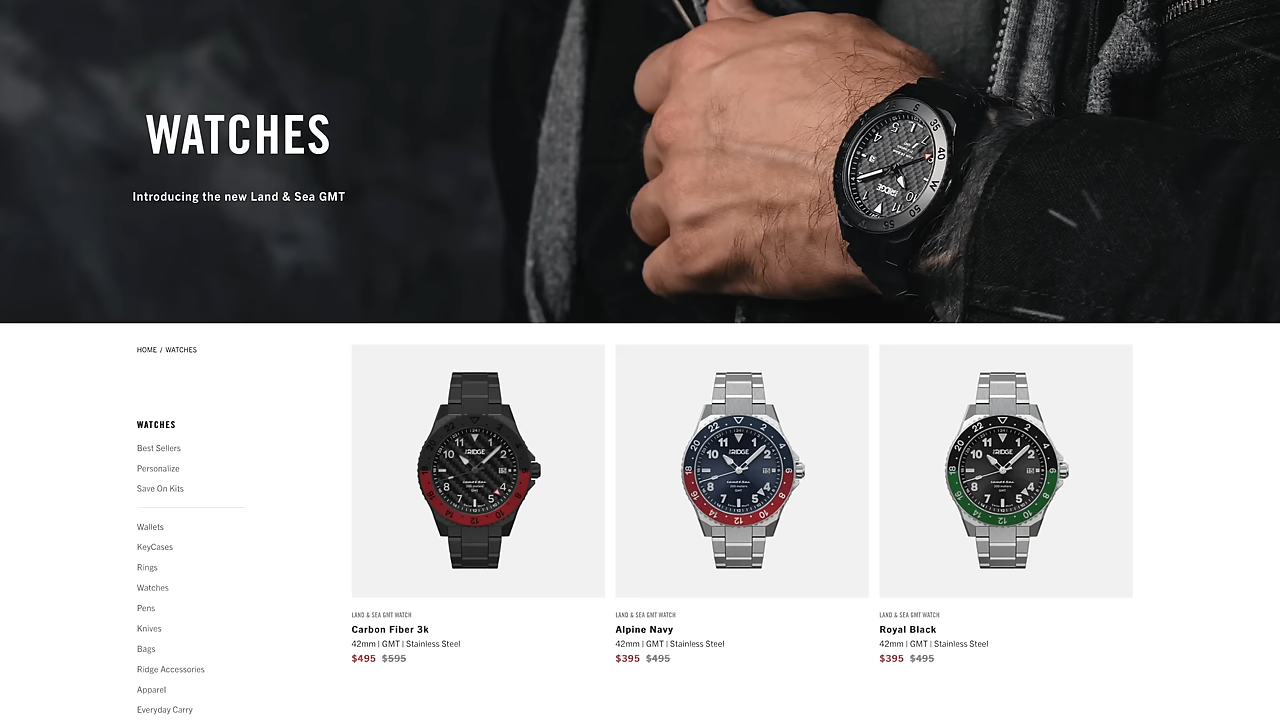 WATCHES
Introducing the new Land & Sea GMT
HOME / WATCHES
WATCHES
Best Sellers
Personalize
Save On Kits
Wallets
KeyCases
Rings
Watches
Pens
Knives
Bags
Ridge Accessories
Apparel
Everyday Carry
LAND & SEA GMT WATCH
Carbon Fiber 3k
42mm | GMT | Stainless Steel
$495 $595
LAND & SEA GMT WATCH
Alpine Navy
42mm | GMT | Stainless Steel
$395 $495
LAND & SEA GMT WATCH
Royal Black
42mm | GMT | Stainless Steel
$395 $495